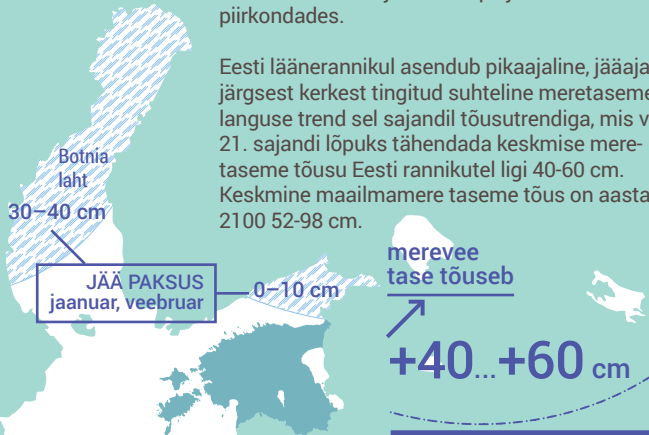 piirkondades.
Eesti läänerannikul asendub pikaajaline, jääaja
järgsest kerkest tingitud suhteline meretaseme
languse trend sel sajandil tõusutrendiga, mis v
21. sajandi lõpuks tähendada keskmise mere-
taseme tõusu Eesti rannikutel ligi 40-60 cm.
Keskmine maailmamere taseme tõus on aasta
2100 52-98 cm.
Botnia
laht
30–40 cm
JÄÄ PAKSUS
jaanuar, veebruar
0–10 cm
merevee
tase tõuseb
+40...+60 cm